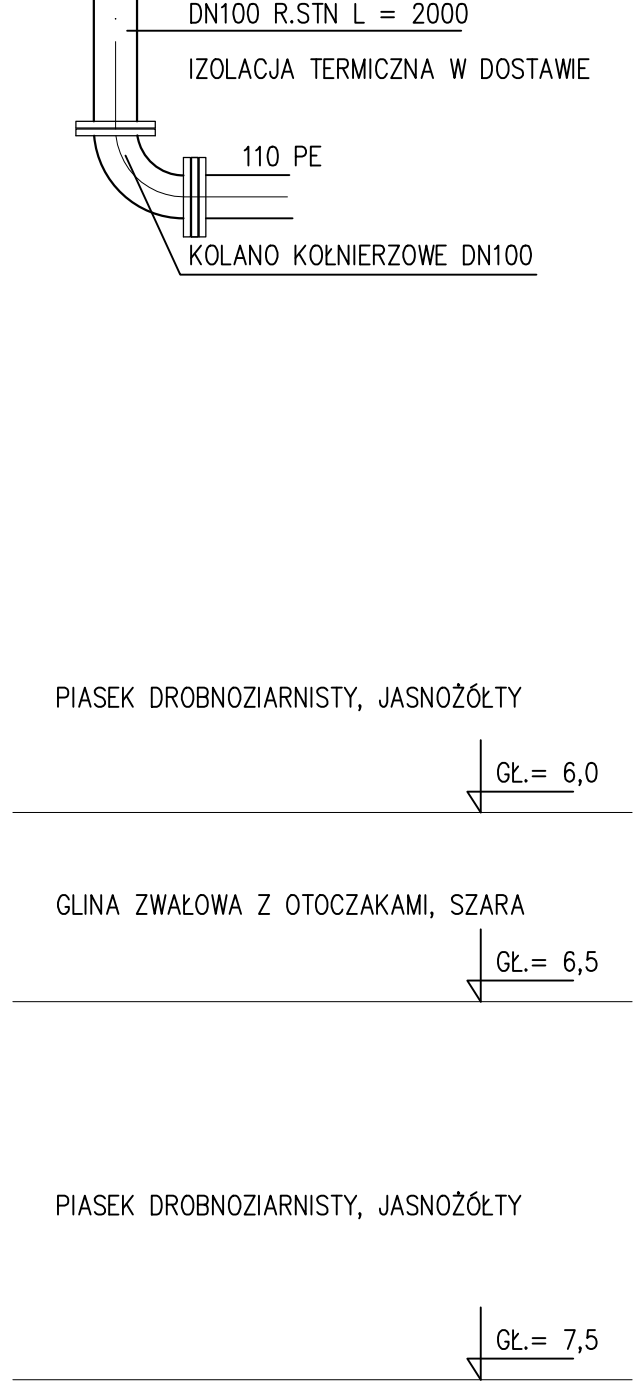 DN100 R.STN L = 2000
IZOLACJA TERMICZNA W DOSTAWIE
110 PE
KOLANO KOŁNIERZOWE DN100
PIASEK DROBNOZIARNISTY, JASNOŻÓŁTY
GŁ.= 6,0
GLINA ZWAŁOWA Z OTOCZAKAMI, SZARA
GŁ.= 6,5
PIASEK DROBNOZIARNISTY, JASNOŻÓŁTY
GŁ.= 7,5